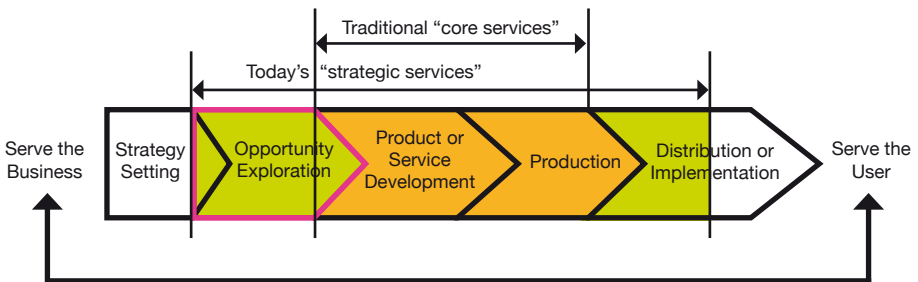 Traditional “core services”
Today’s “strategic services”
Serve the
Business
Strategy
Setting
Opportunity
Exploration
Product or
Service
Development
Production
Distribution or
Implementation
Serve the
User